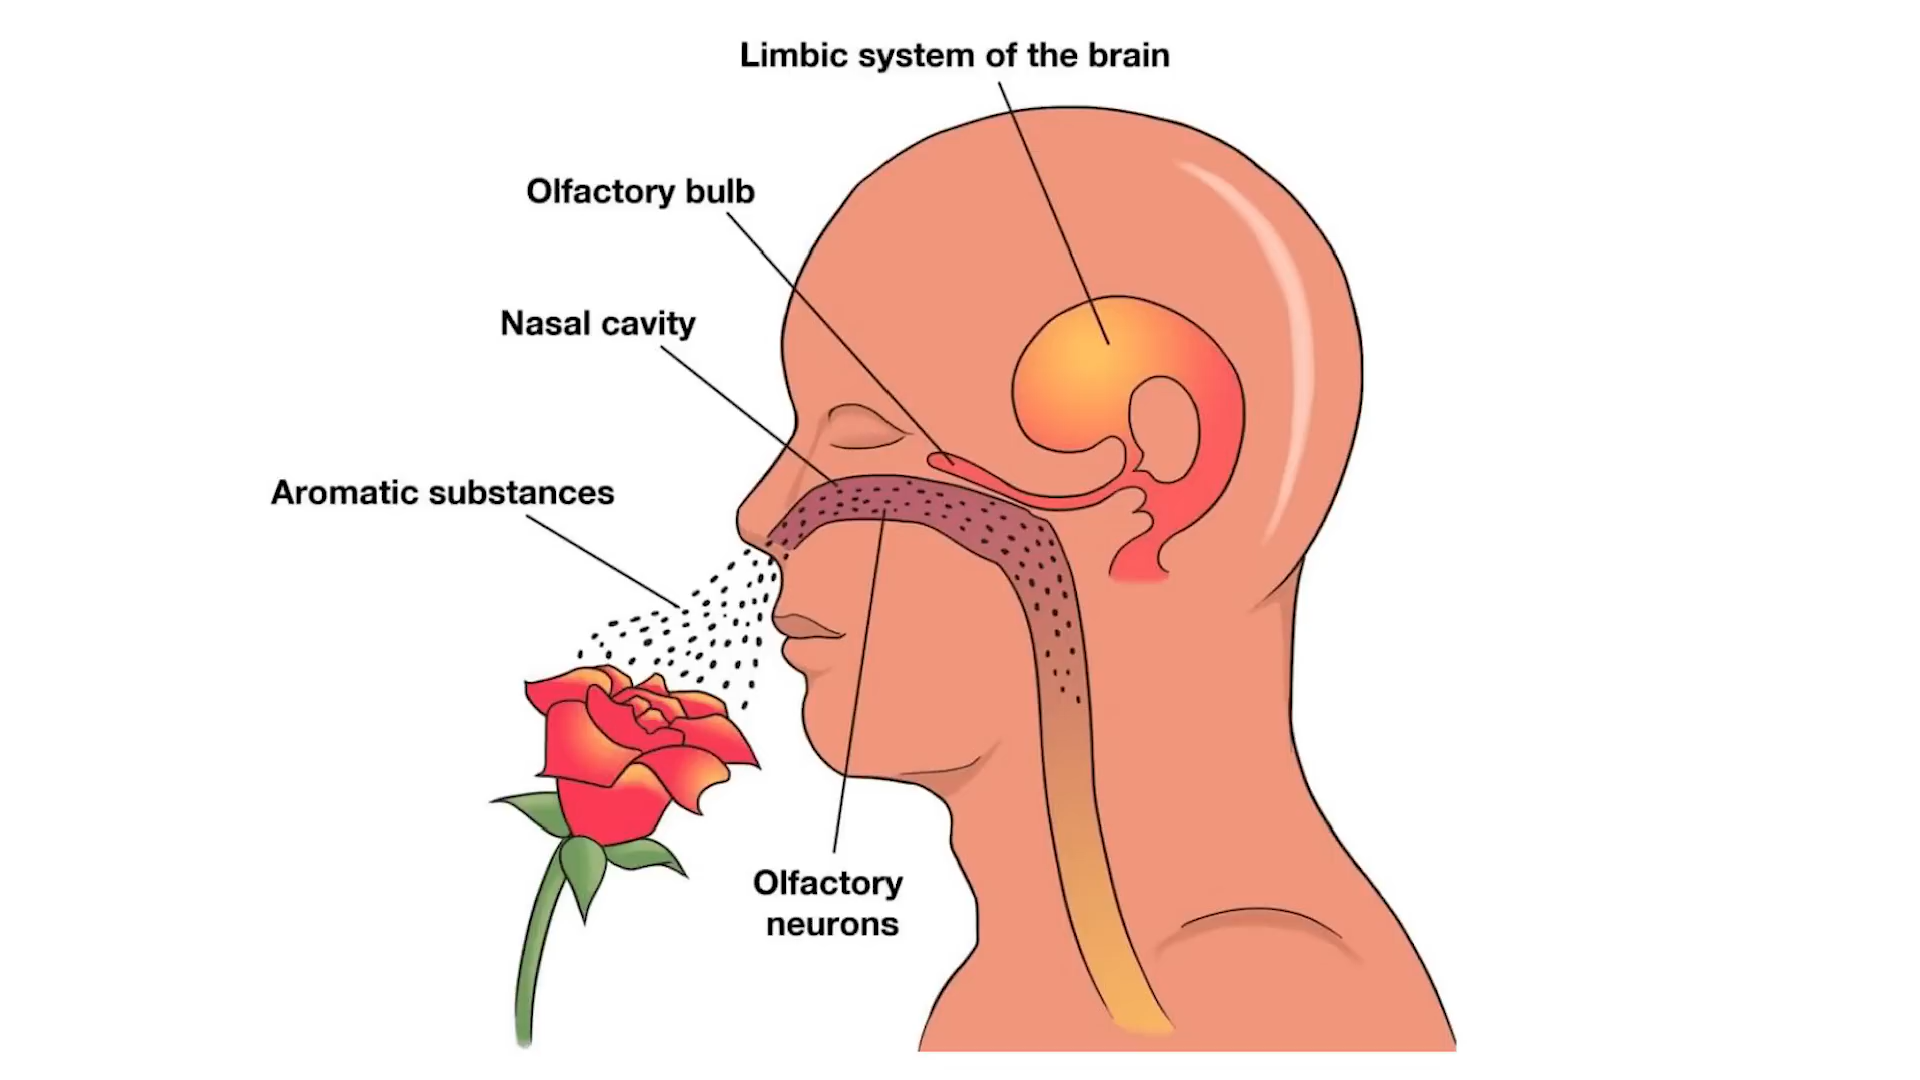 Limbic system of the brain
Olfactory bulb
Nasal cavity
Aromatic substances
Olfactory
neurons